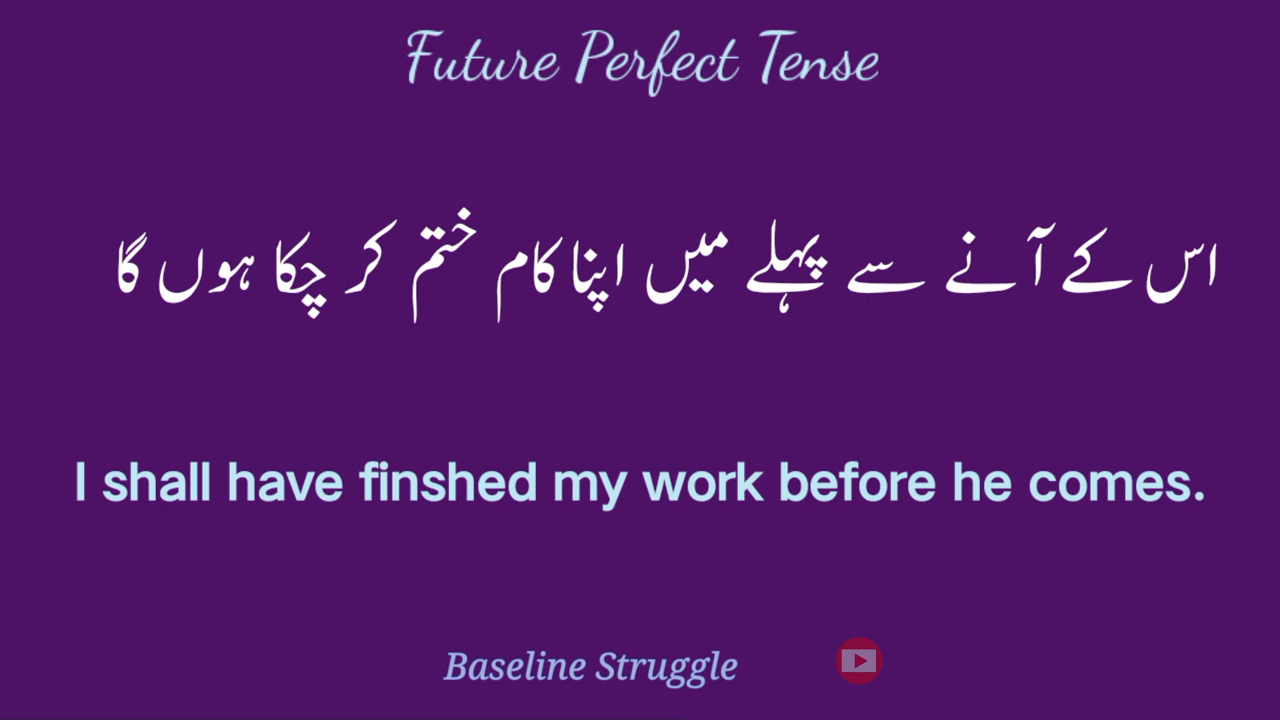 Future Perfect Tense
اس کے آنے سے پہلے میں اپنا کام ختم کر چکا ہوں گا
I shall have finshed my work before he comes.
Baseline Struggle